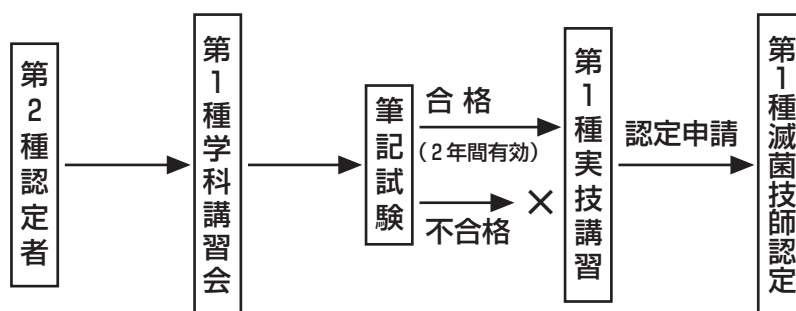 第2種認定者
第1種学科講習会
筆記試験
合格
（2年間有効）
不合格
×
第1種実技講習
認定申請
第1種滅菌技師認定